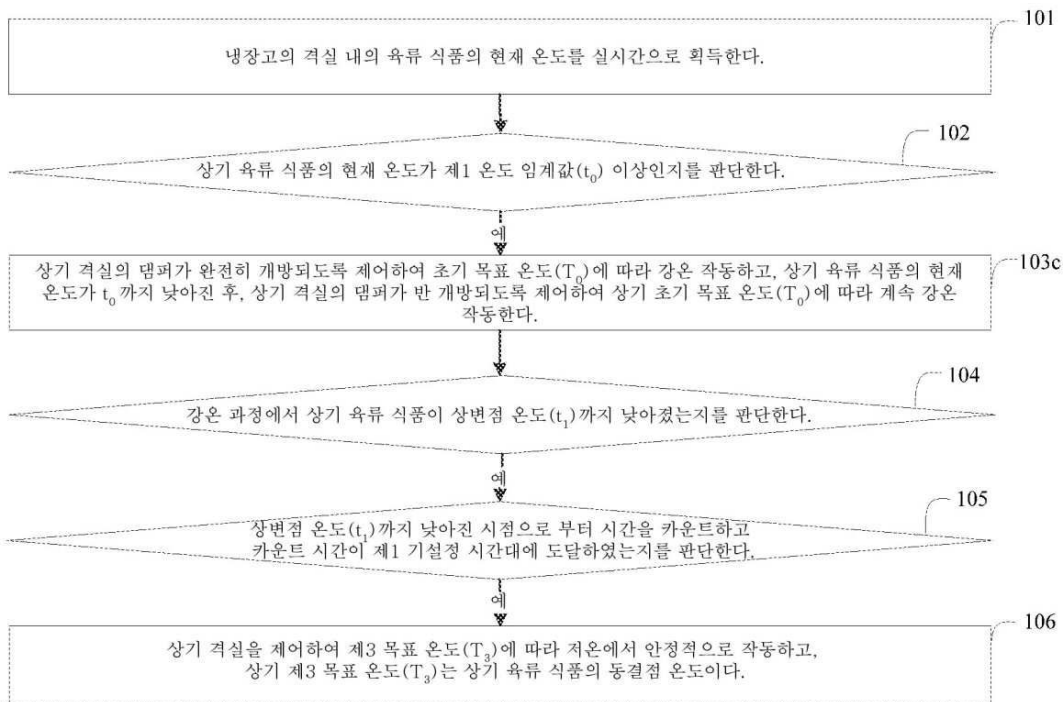 101
냉장고의 격실 내의 육류 식품의 현재 온도를 실시간으로 획득한다.
102
상기 육류 식품의 현재 온도가 제1 온도 임계값(t0) 이상인지를 판단한다.
예
103c
상기 격실의 댐퍼가 완전히 개방되도록 제어하여 초기 목표 온도(T0)에 따라 강온 작동하고, 상기 육류 식품의 현재
온도가 t0까지 낮아진 후, 상기 격실의 댐퍼가 반 개방되도록 제어하여 상기 초기 목표 온도(T0)에 따라 계속 강온
작동한다.
104
강온 과정에서 상기 육류 식품이 상변점 온도(t1)까지 낮아졌는지를 판단한다.
예
105
상변점 온도(t1)까지 낮아진 시점으로 부터 시간을 카운트하고
카운트 시간이 제1 기설정 시간대에 도달하였는지를 판단한다.
예
106
상기 격실을 제어하여 제3 목표 온도(T3)에 따라 저온에서 안정적으로 작동하고,
상기 제3 목표 온도(T3)는 상기 육류 식품의 동결점 온도이다.